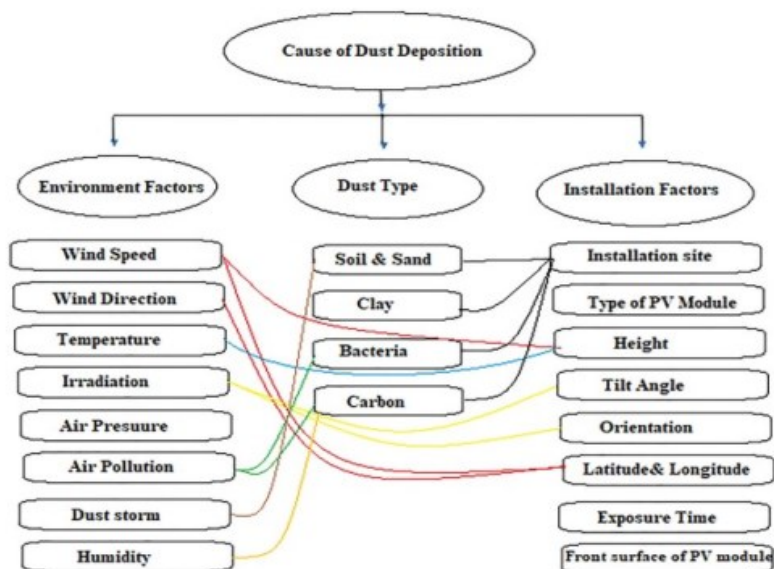 Cause of Dust Deposition
Environment Factors
Dust Type
Installation Factors
Wind Speed
Wind Direction
Temperature
Irradiation
Air Presuure
Air Pollution
Dust storm
Humidity
Soil & Sand
Clay
Bacteria
Carbon
Installation site
Type of PV Module
Height
Tilt Angle
Orientation
Latitude& Longitude
Exposure Time
Front surface of PV module